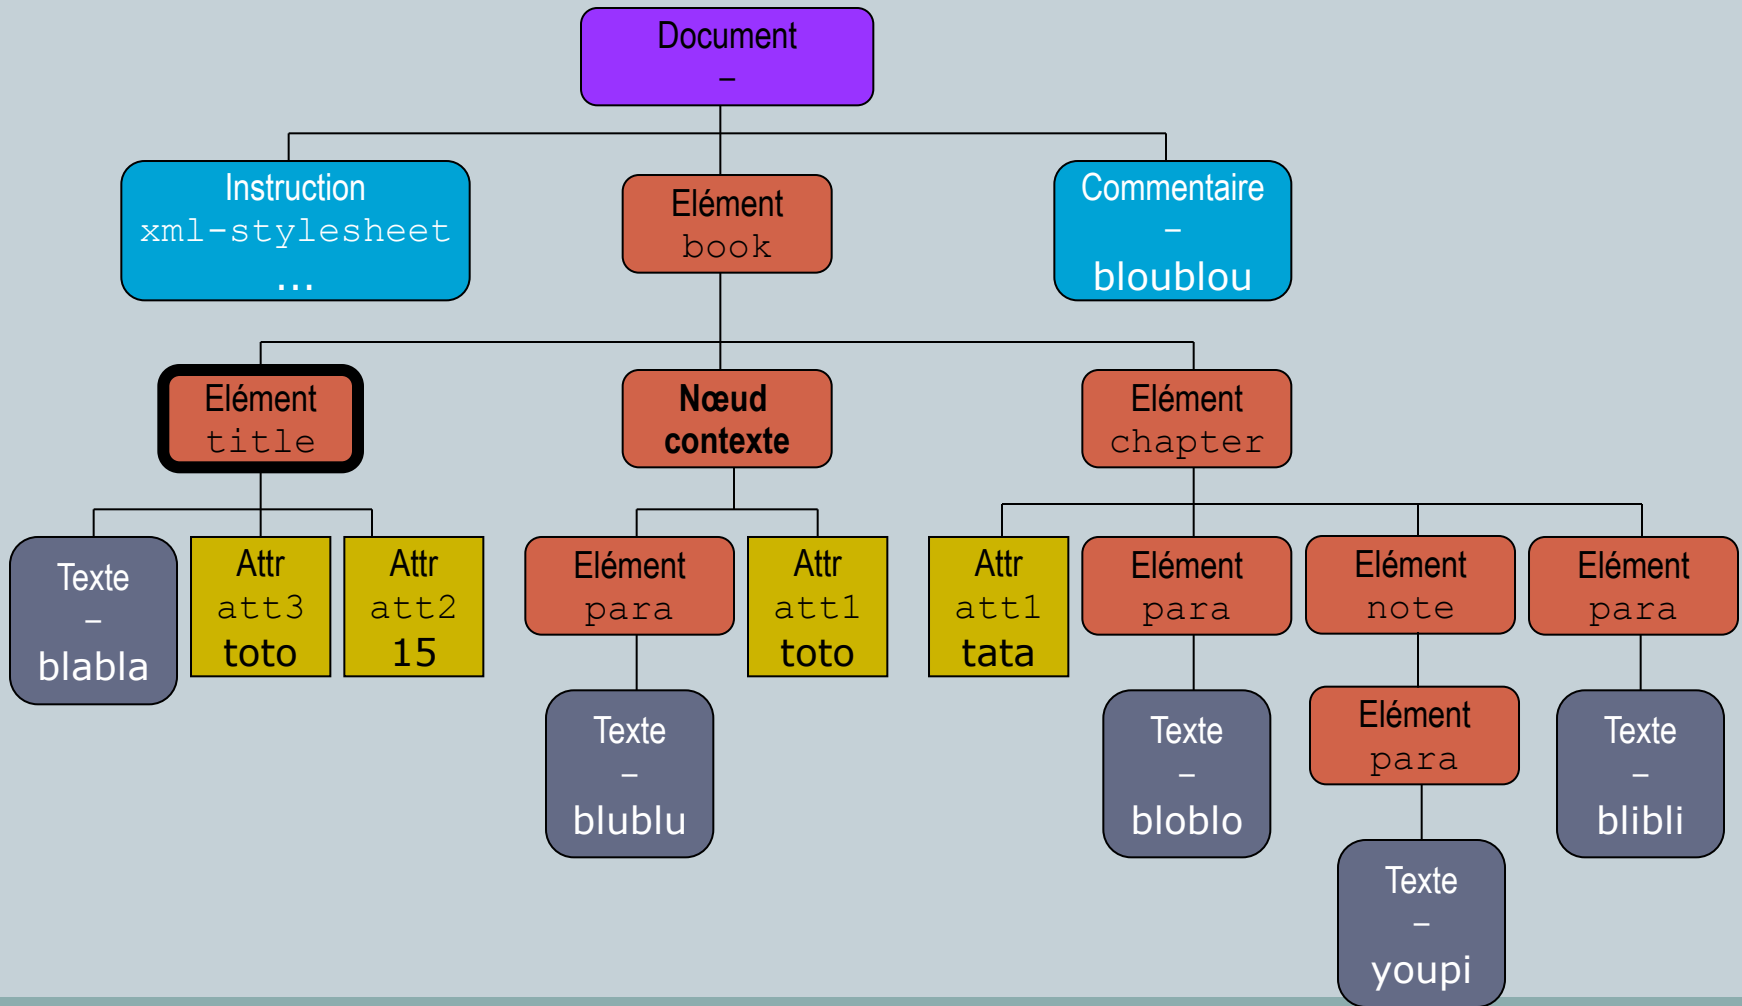 Document
–
Instruction
xml-stylesheet
...
Elément
book
Commentaire
–
bloublou
Elément
title
Nœud
contexte
Elément
chapter
Texte
–
blabla
Attr
att3
toto
Attr
att2
15
Elément
para
Attr
att1
toto
Attr
att1
tata
Elément
para
Elément
note
Elément
para
Texte
–
blublu
Texte
–
bloblo
Elément
para
Texte
–
blibli
Texte
–
youpi